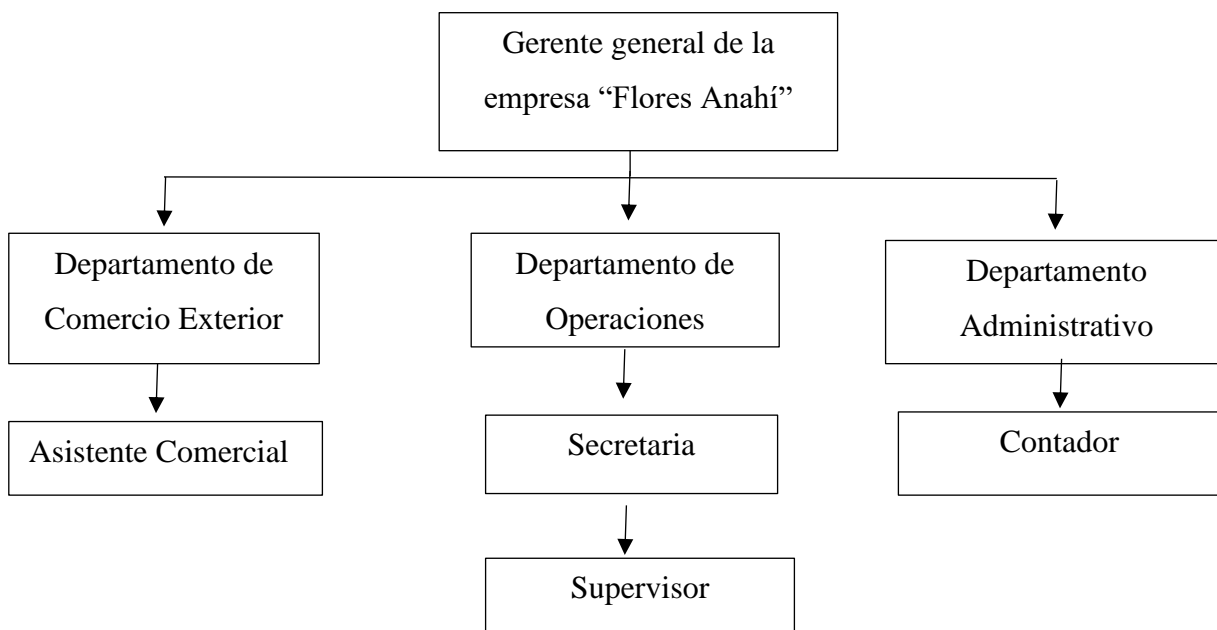 Gerente general de la
empresa “Flores Anahí”
Departamento de
Comercio Exterior
Departamento de
Operaciones
Departamento
Administrativo
Asistente Comercial
Secretaria
Contador
Supervisor